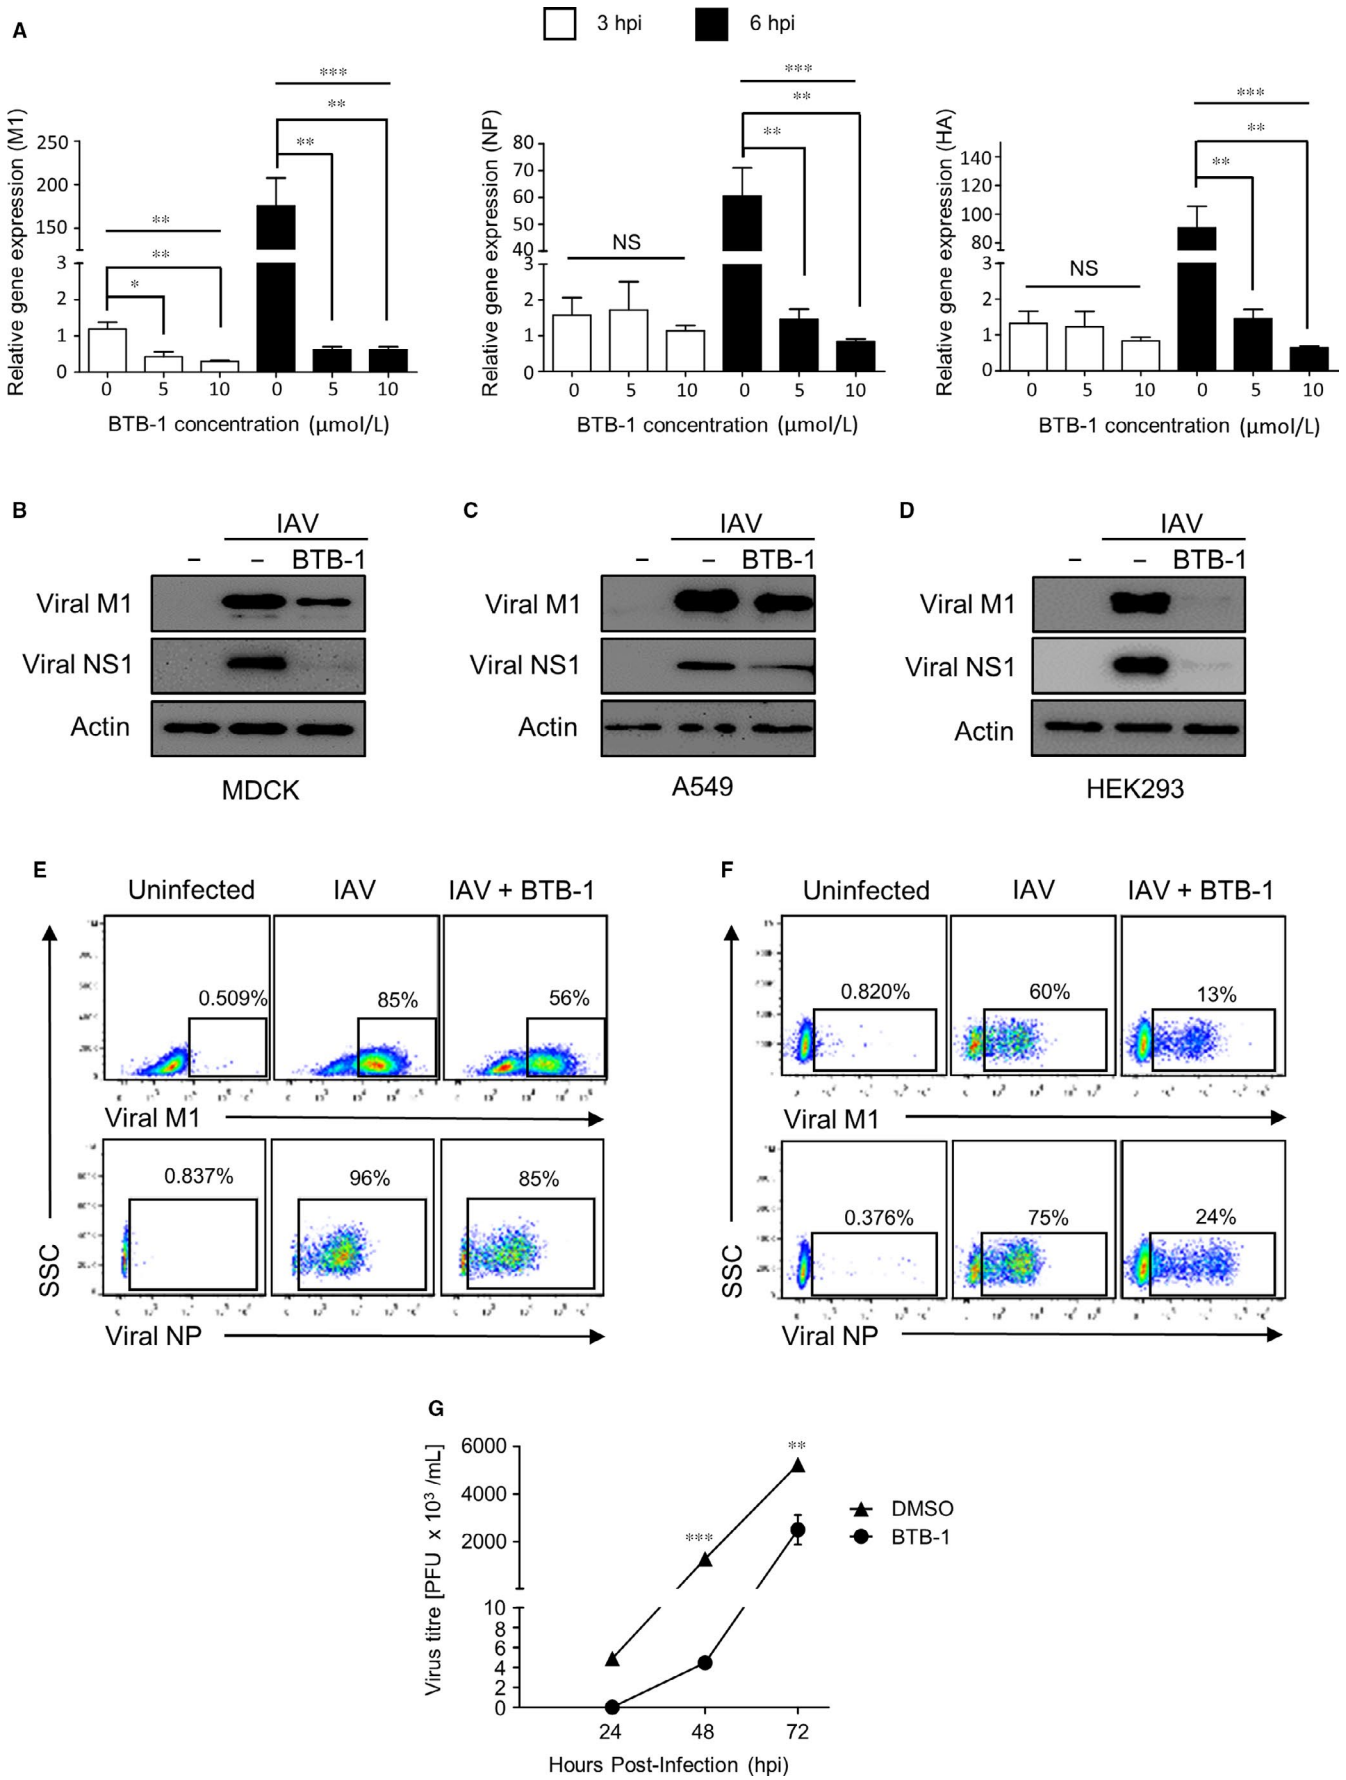 A
3 hpi
6 hpi
Relative gene expression (M1)
250
200
150
3
2
1
0
**
**
*
***
**
**
0 5 10 0 5 10
BTB-1 concentration (μmol/L)
Relative gene expression (NP)
80
70
60
50
40
3
2
1
0
NS
***
**
**
0 5 10 0 5 10
BTB-1 concentration (μmol/L)
Relative gene expression (HA)
140
120
100
80
3
2
1
0
NS
***
**
**
0 5 10 0 5 10
BTB-1 concentration (μmol/L)
B
IAV
– – BTB-1
Viral M1
Viral NS1
Actin
MDCK
C
IAV
– – BTB-1
Viral M1
Viral NS1
Actin
A549
D
IAV
– – BTB-1
Viral M1
Viral NS1
Actin
HEK293
E
Uninfected IAV IAV + BTB-1
0.509% 85% 56%
Viral M1
0.837% 96% 85%
Viral NP
SSC
F
Uninfected IAV IAV + BTB-1
0.820% 60% 13%
Viral M1
0.376% 75% 24%
Viral NP
SSC
G
Virus titre [PFU x 10³ /mL]
6000
4000
2000
10
8
6
4
2
0
***
**
DMSO
BTB-1
24 48 72
Hours Post-Infection (hpi)